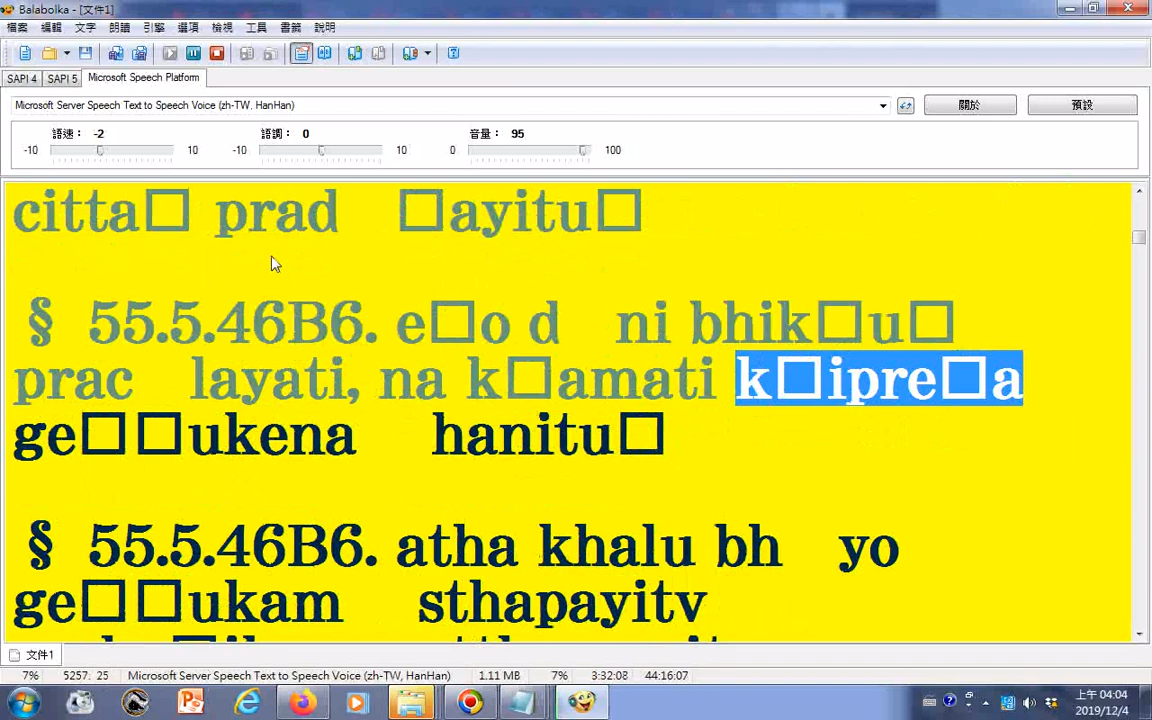 Balabolka - [文件1]
檔案 編輯 文字 朗讀 引擎 選項 檢視 工具 書籤 說明
SAPI 4 SAPI 5 Microsoft Speech Platform
Microsoft Server Speech Text to Speech Voice (zh-TW, HanHan) 關於 預設
語速： -2 語調： 0 音量： 95
-10 10 -10 10 0 100
citta□ prad □ayitu□
§ 55.5.46B6. e□o d ni bhik□u□
prac layati, na k□amati k□ipre□a
ge□□ukena hanitu□
§ 55.5.46B6. atha khalu bh yo
ge□□ukam sthapayitv
文件1
7% 5257: 25 Microsoft Server Speech Text to Speech Voice (zh-TW, HanHan) 1.11 MB 7% 3:32:08 44:16:07
上午 04:04
2019/12/4